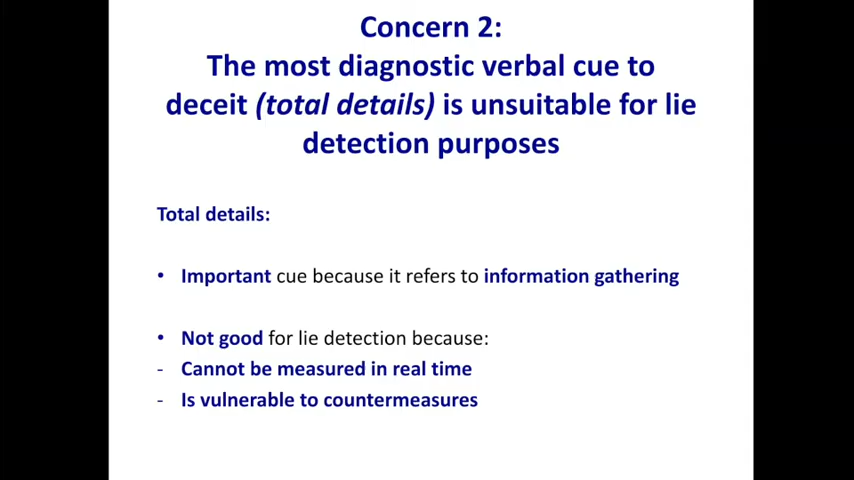 Concern 2:
The most diagnostic verbal cue to
deceit (total details) is unsuitable for lie
detection purposes
Total details:
• Important cue because it refers to information gathering
• Not good for lie detection because:
- Cannot be measured in real time
- Is vulnerable to countermeasures